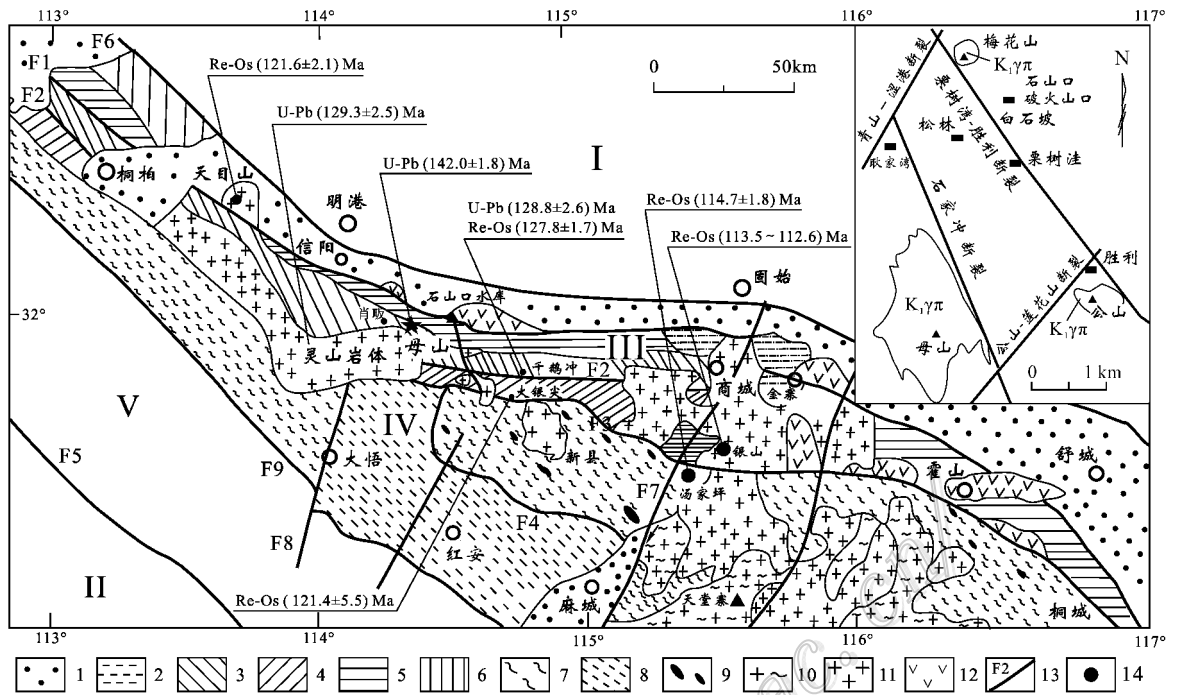 113°
114°
115°
116°
117°
F6
F1
F2
Re-Os (121.6±2.1) Ma
U-Pb (129.3±2.5) Ma
U-Pb (142.0±1.8) Ma
U-Pb (128.8±2.6) Ma
Re-Os (127.8±1.7) Ma
Re-Os (114.7±1.8) Ma
Re-Os (113.5~112.6) Ma
0 50km
I
桐柏
天目山
明港
信阳
固始
石山口水库
肖畈
母山
32°
灵山岩体
III
千鹅冲
F2
大银尖
商城
金寨
F3
V
IV
新县
银山
舒城
霍山
F5
F9
大悟
汤家坪
F7
F4
F8
红安
II
Re-Os (121.4±5.5) Ma
麻城
天堂寨
桐城
113°
114°
115°
116°
117°
梅花山
K₁γπ
N
石山口
破火山口
白石坡
青山-涩港断裂
栗树湾-胜利断裂
松林
耿家湾
栗树洼
石家冲断裂
胜利
K₁γπ
母山
莲花山断裂
K₁γπ
0 1 km
1 2 3 4 5 6 7 8 9 10 11 12 F2 13 14